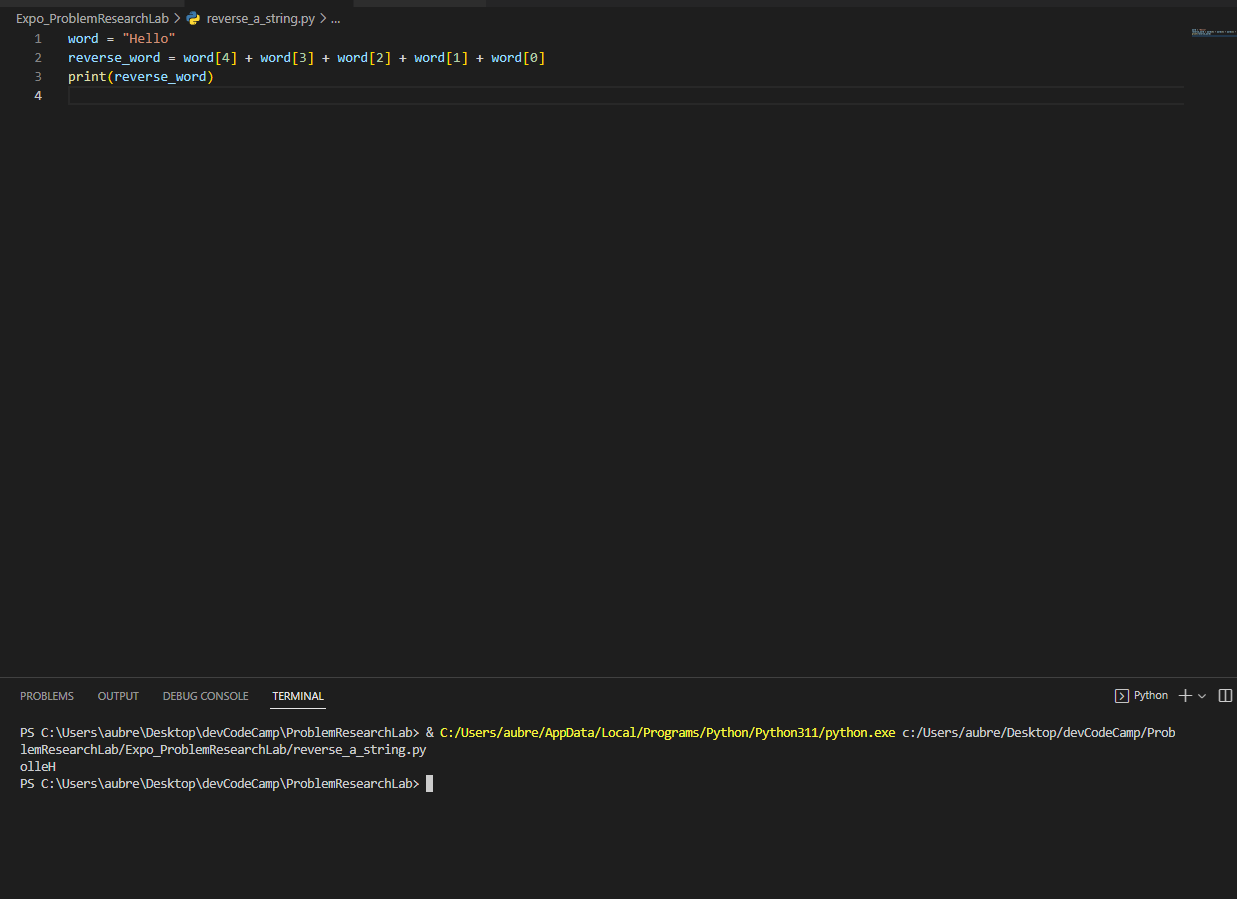 Expo_ProblemResearchLab > reverse_a_string.py > ...
1 word = "Hello"
2 reverse_word = word[4] + word[3] + word[2] + word[1] + word[0]
3 print(reverse_word)
4
PROBLEMS OUTPUT DEBUG CONSOLE TERMINAL Python
PS C:\Users\aubre\Desktop\devCodeCamp\ProblemResearchLab> & C:/Users/aubre/AppData/Local/Programs/Python/Python311/python.exe c:/Users/aubre/Desktop/devCodeCamp/Prob
lemResearchLab/Expo_ProblemResearchLab/reverse_a_string.py
olleH
PS C:\Users\aubre\Desktop\devCodeCamp\ProblemResearchLab>